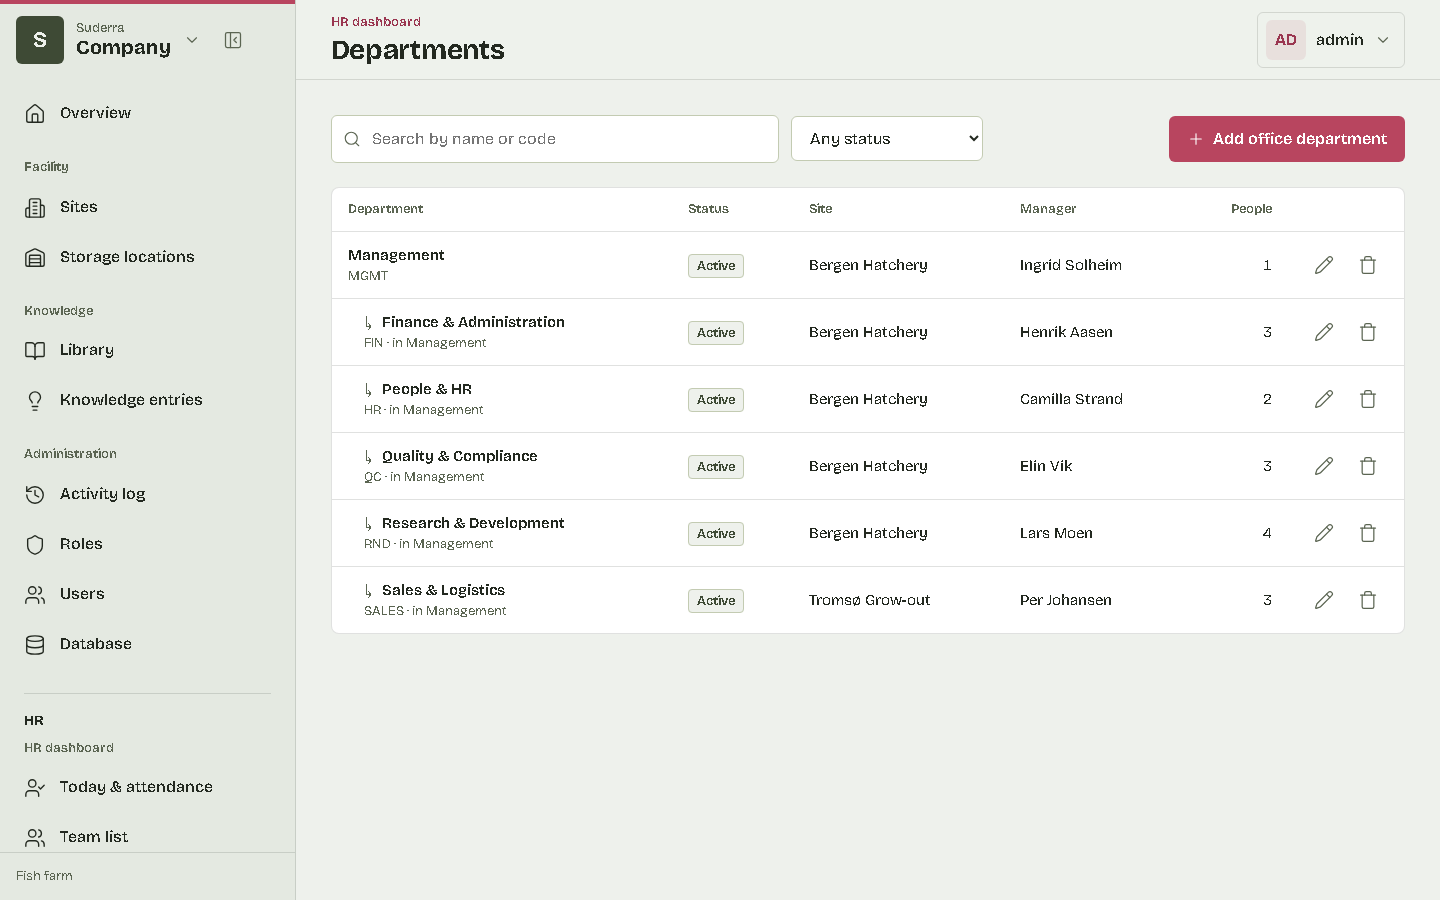 S
Suderra
Company
Overview
Facility
Sites
Storage locations
Knowledge
Library
Knowledge entries
Administration
Activity log
Roles
Users
Database
HR
HR dashboard
Today & attendance
Team list
Fish farm
HR dashboard
Departments
AD
admin
Search by name or code
Any status
Add office department
Department Status Site Manager People
Management
MGMT
Active Bergen Hatchery Ingrid Solheim 1
Finance & Administration
FIN · in Management
Active Bergen Hatchery Henrik Aasen 3
People & HR
HR · in Management
Active Bergen Hatchery Camilla Strand 2
Quality & Compliance
QC · in Management
Active Bergen Hatchery Elin Vik 3
Research & Development
RND · in Management
Active Bergen Hatchery Lars Moen 4
Sales & Logistics
SALES · in Management
Active Tromsø Grow-out Per Johansen 3